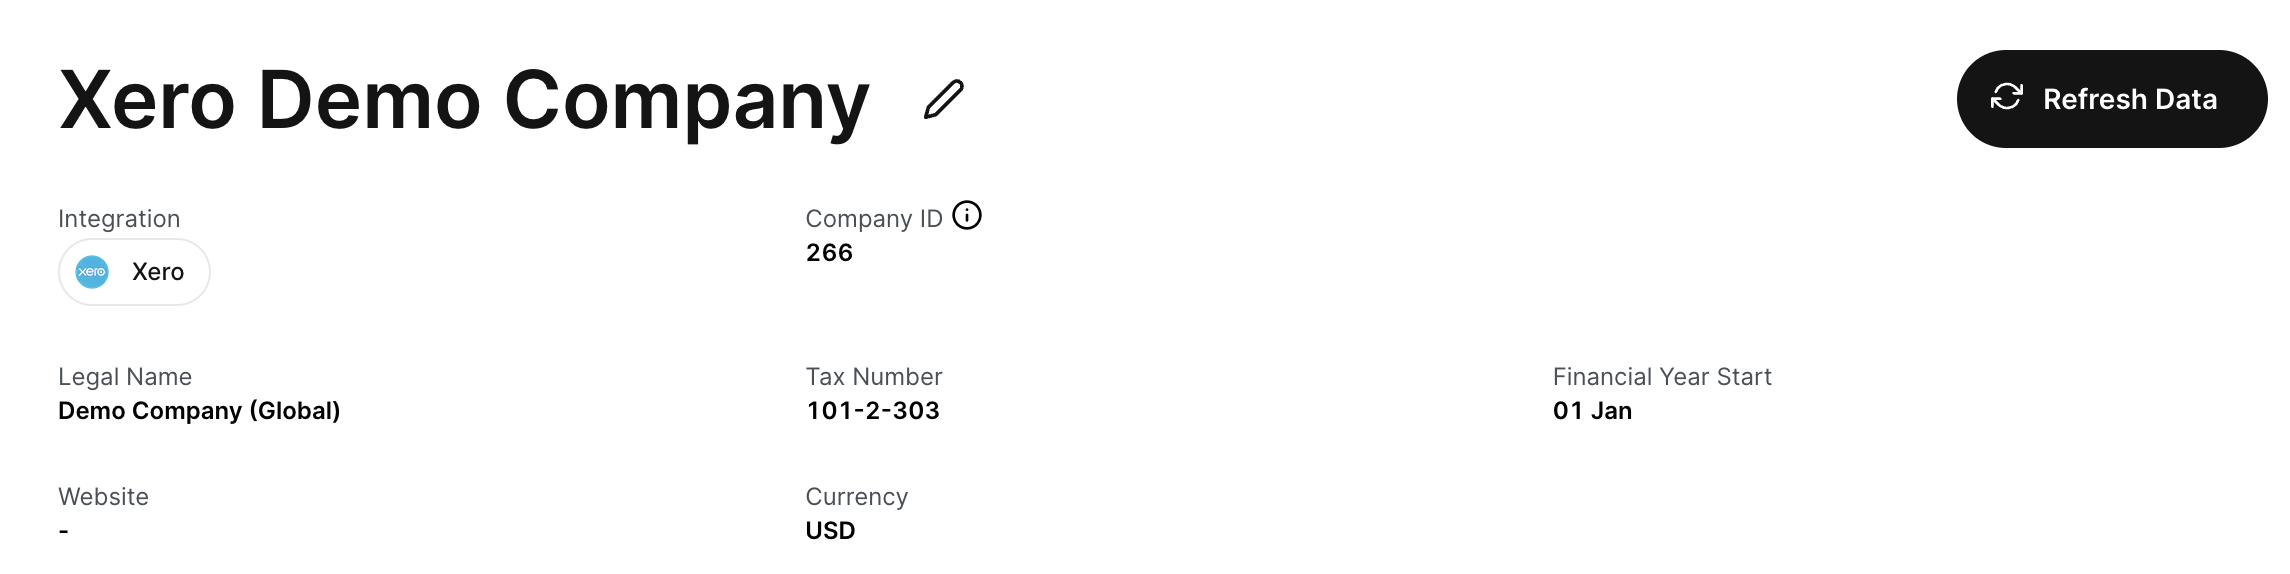 Xero Demo Company
Refresh Data
Integration
xero Xero
Company ID
266
Legal Name
Demo Company (Global)
Tax Number
101-2-303
Financial Year Start
01 Jan
Website
-
Currency
USD